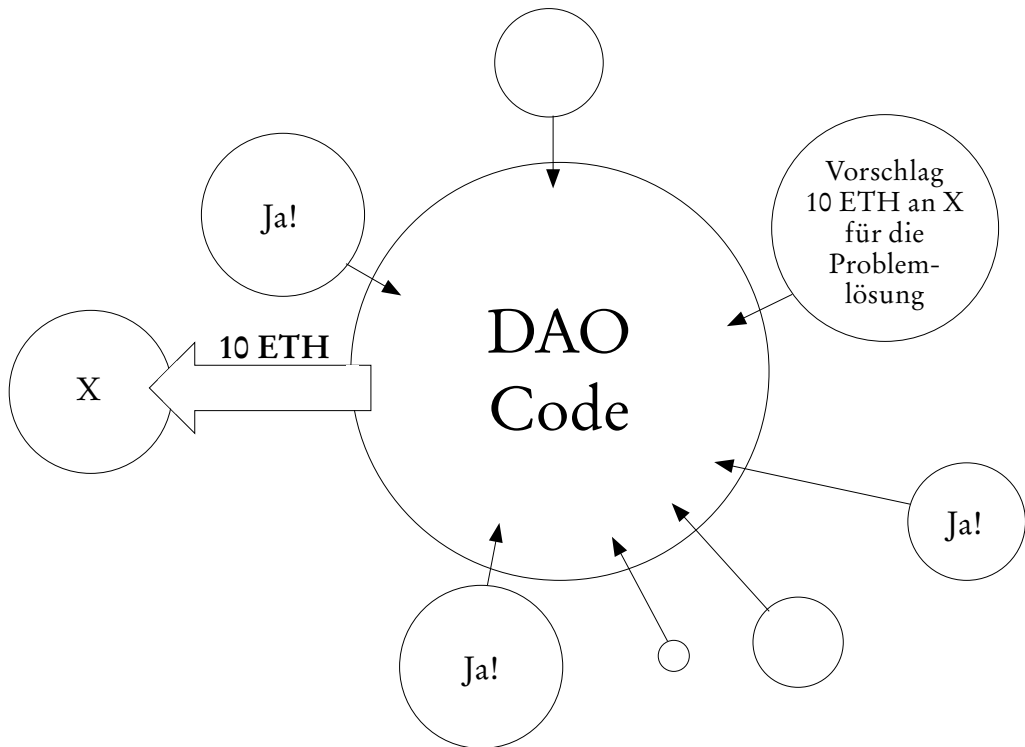 Vorschlag
10 ETH an X
für die
Problem-
lösung
Ja!
DAO
Code
10 ETH
X
Ja!
Ja!